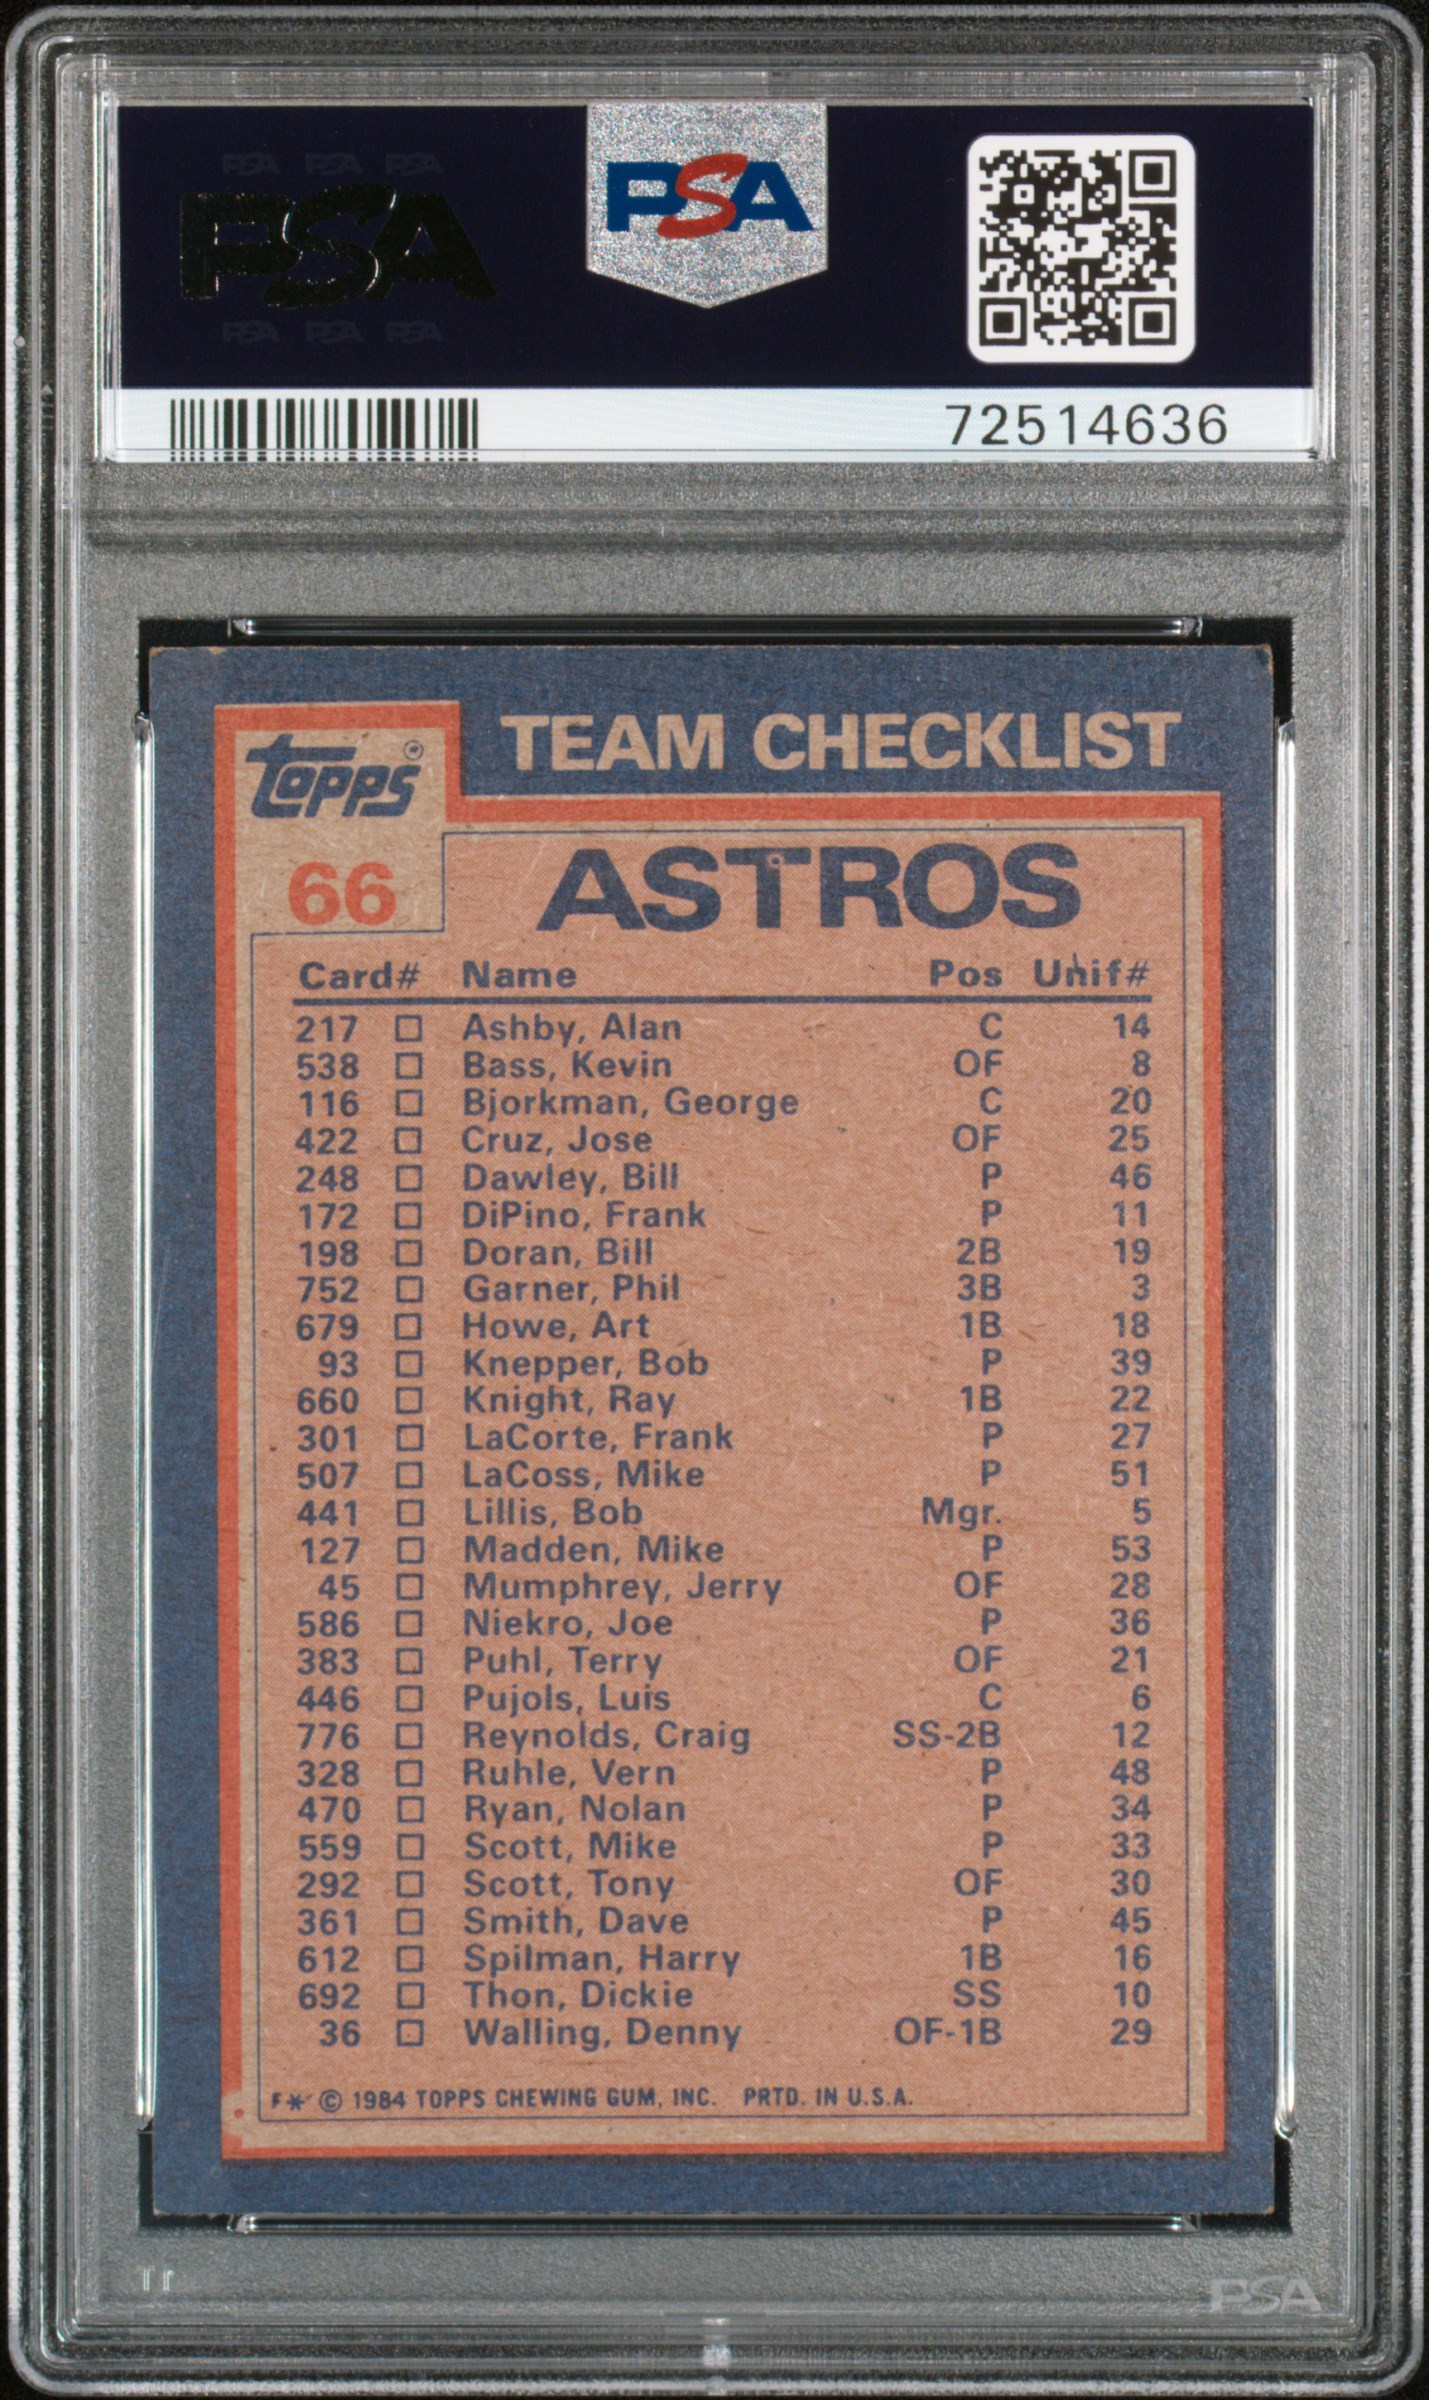 PSA PSA PSA
PSA
PSA PSA PSA
PSA
72514636
Topps®
TEAM CHECKLIST
66
ASTROS
Card# Name Pos Unif#
217 Ashby, Alan C 14
538 Bass, Kevin OF 8
116 Bjorkman, George C 20
422 Cruz, Jose OF 25
248 Dawley, Bill P 46
172 DiPino, Frank P 11
198 Doran, Bill 2B 19
752 Garner, Phil 3B 3
679 Howe, Art 1B 18
93 Knepper, Bob P 39
660 Knight, Ray 1B 22
301 LaCorte, Frank P 27
507 LaCoss, Mike P 51
441 Lillis, Bob Mgr. 5
127 Madden, Mike P 53
45 Mumphrey, Jerry OF 28
586 Niekro, Joe P 36
383 Puhl, Terry OF 21
446 Pujols, Luis C 6
776 Reynolds, Craig SS-2B 12
328 Ruhle, Vern P 48
470 Ryan, Nolan P 34
559 Scott, Mike P 33
292 Scott, Tony OF 30
361 Smith, Dave P 45
612 Spilman, Harry 1B 16
692 Thon, Dickie SS 10
36 Walling, Denny OF-1B 29
F* © 1984 TOPPS CHEWING GUM, INC. PRTD. IN U.S.A.
PSA